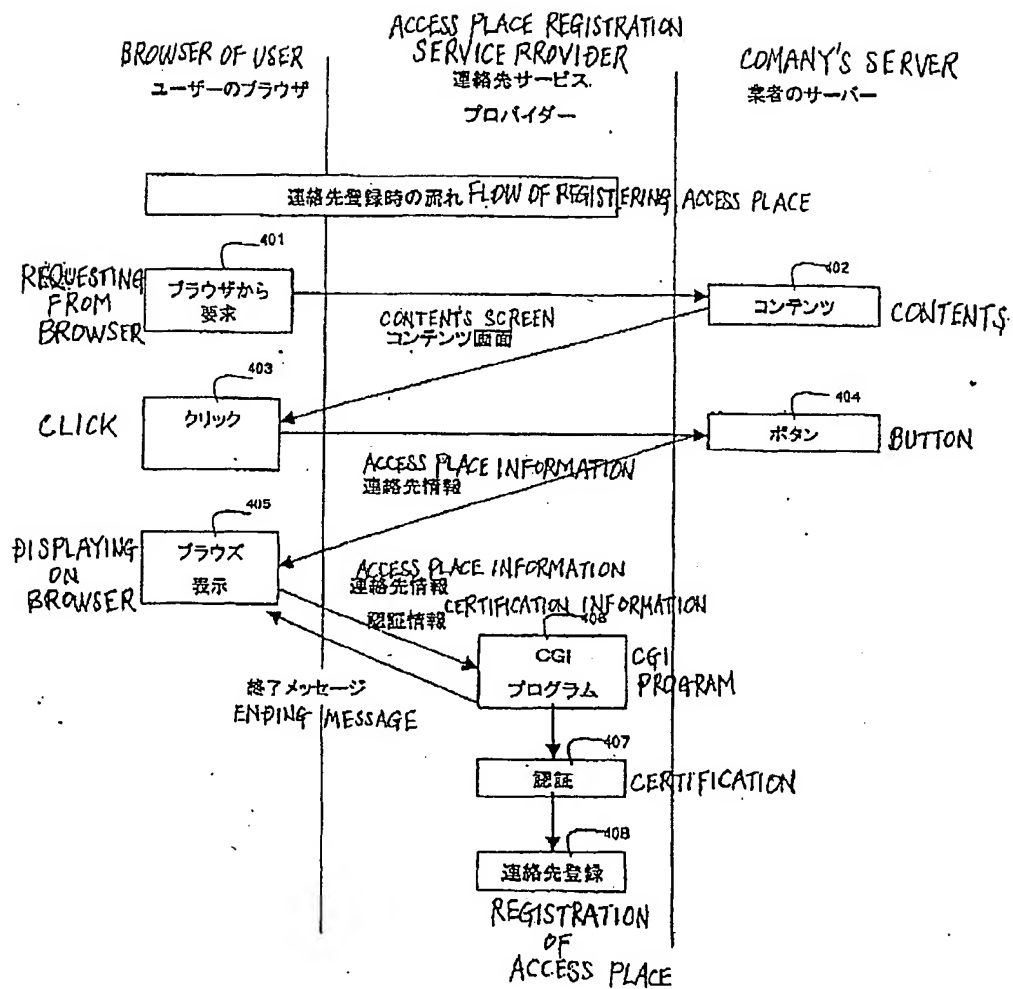 BROWSER OF USER
ユーザーのブラウザ
ACCESS PLACE REGISTRATION
SERVICE RROVIDER
連絡先サービス
プロバイダー
COMANY'S SERVER
業者のサーバー
連絡先登録時の流れ FLOW OF REGISTERING ACCESS PLACE
401
REQUESTING
FROM
BROWSER
ブラウザから
要求
402
コンテンツ
CONTENTS
CONTENTS SCREEN
コンテンツ画面
403
CLICK
クリック
404
ボタン
BUTTON
ACCESS PLACE INFORMATION
連絡先情報
405
DISPLAYING
ON
BROWSER
ブラウズ
表示
ACCESS PLACE INFORMATION
連絡先情報
CERTIFICATION INFORMATION
認証情報
406
CGI
プログラム
CGI
PROGRAM
終了メッセージ
ENDING MESSAGE
407
認証
CERTIFICATION
408
連絡先登録
REGISTRATION
OF
ACCESS PLACE